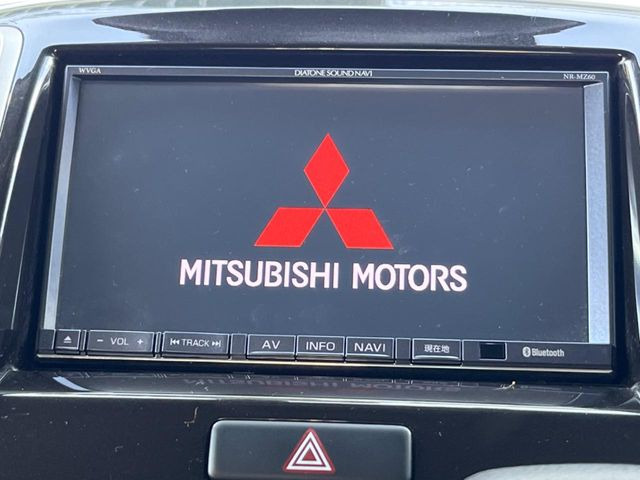 WVGA DIATONE SOUND NAVI NR-MZ60
MITSUBISHI MOTORS
VOL TRACK AV INFO NAVI 現在地 Bluetooth